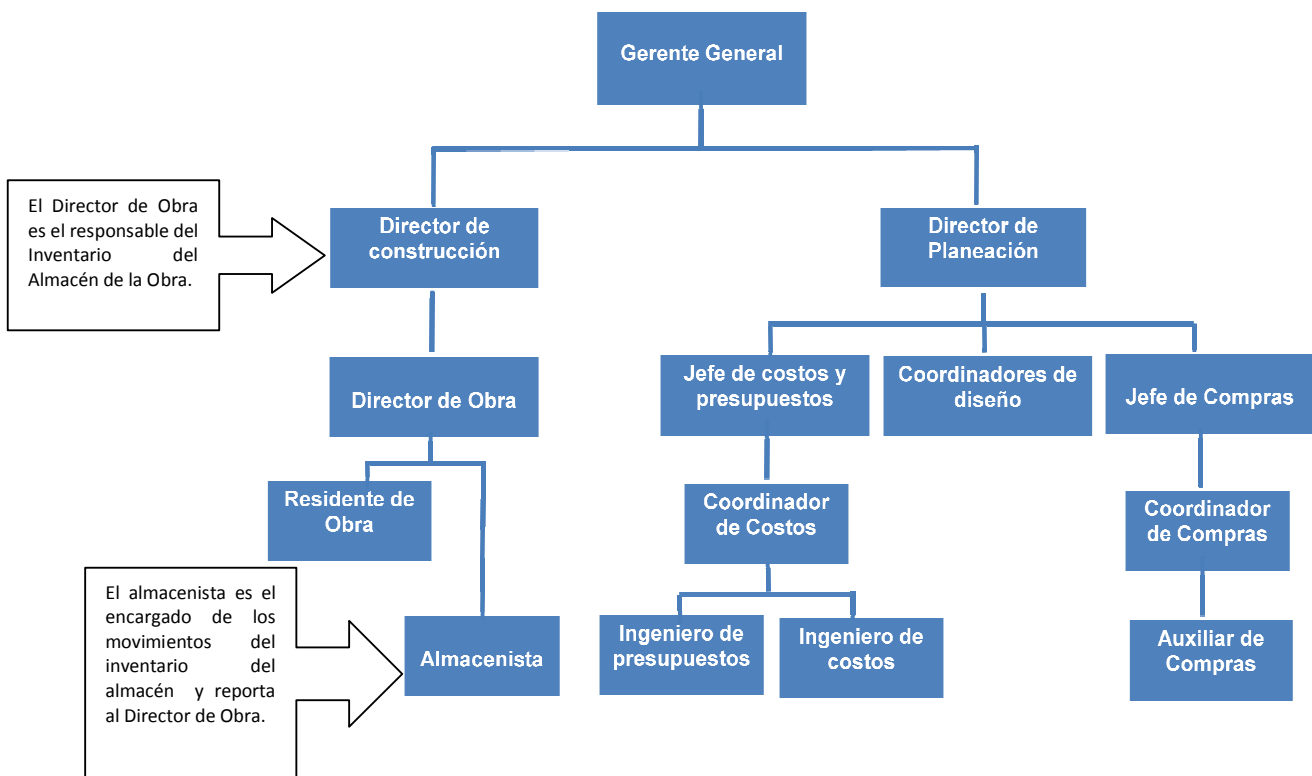 Gerente General
El Director de Obra
es el responsable del
Inventario del
Almacén de la Obra.
Director de
construcción
Director de
Planeación
Director de Obra
Jefe de costos y
presupuestos
Coordinadores de
diseño
Jefe de Compras
Residente de
Obra
Coordinador
de Costos
Coordinador
de Compras
El almacenista es el
encargado de los
movimientos del
inventario del
almacén y reporta
al Director de Obra.
Almacenista
Ingeniero de
presupuestos
Ingeniero de
costos
Auxiliar de
Compras